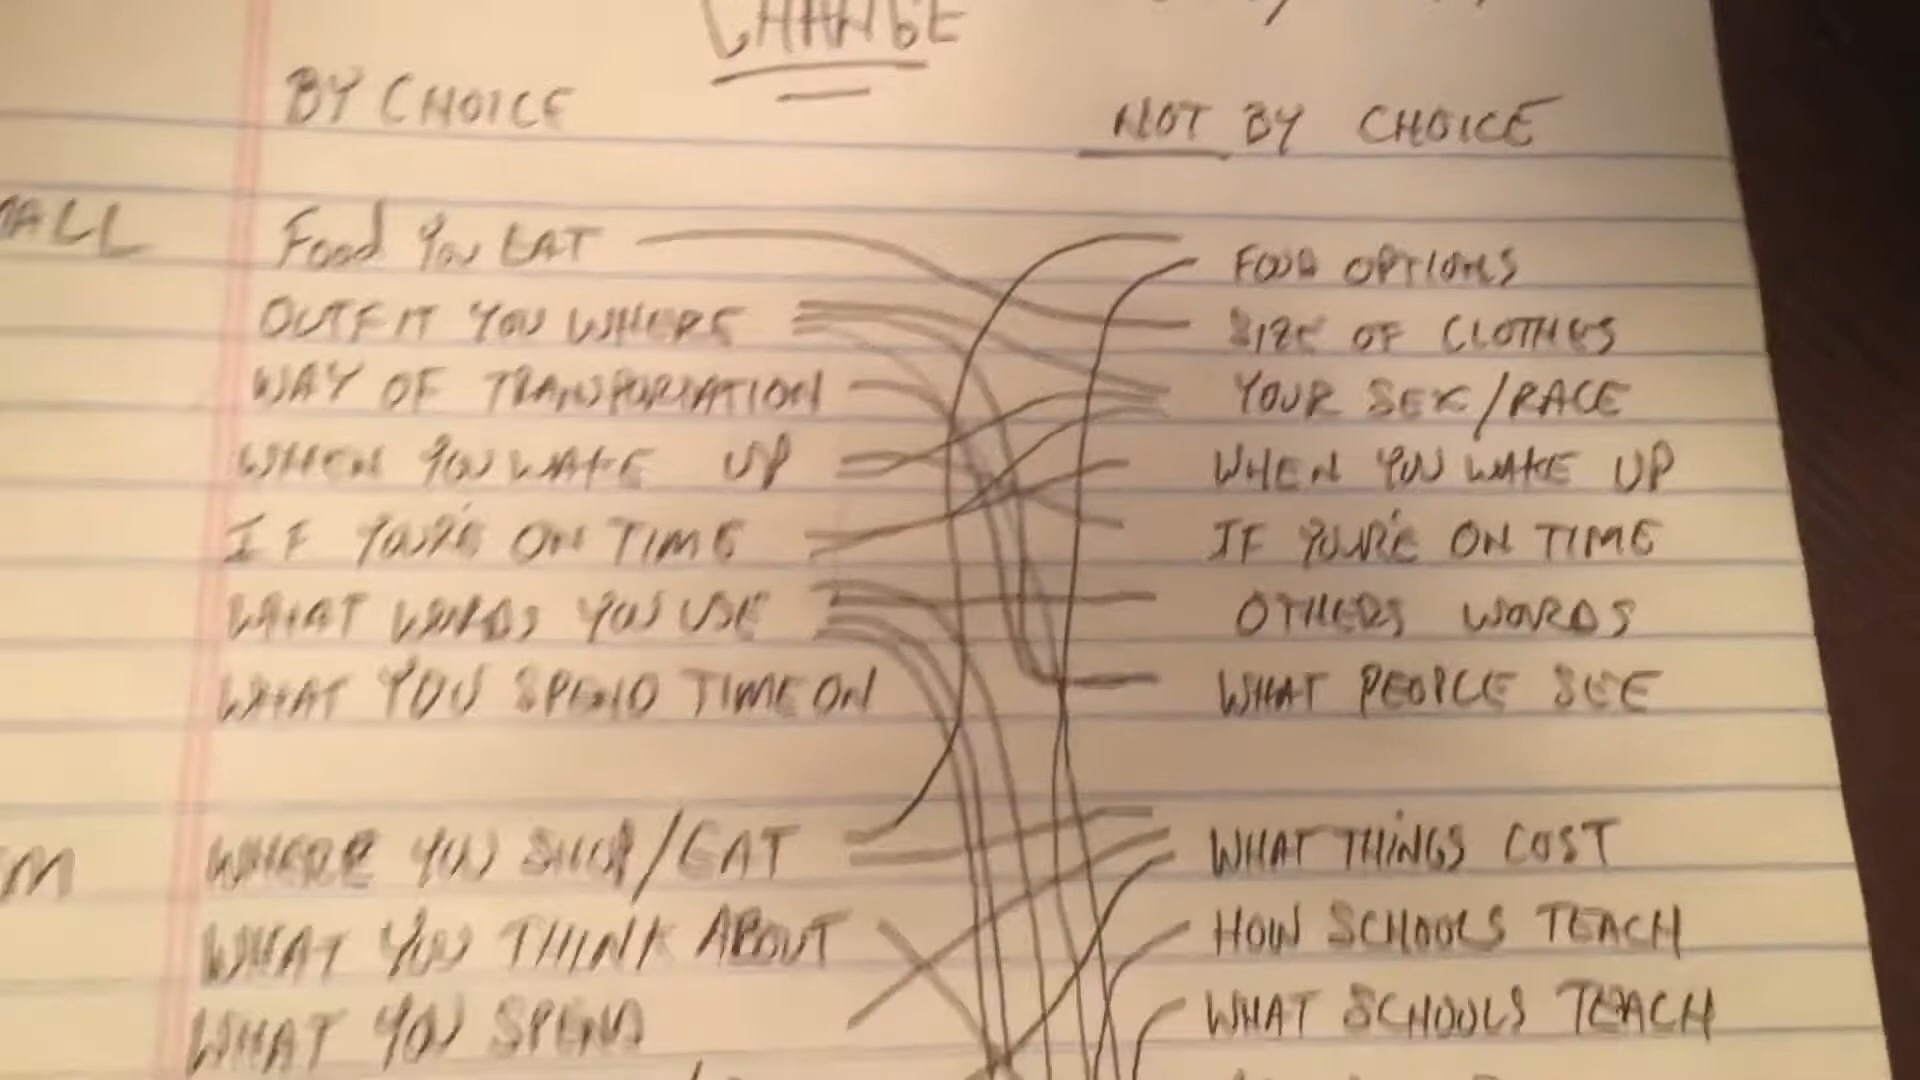 CHANGE
BY CHOICE
NOT BY CHOICE
MALL
FOOD YOU EAT
FOOD OPTIONS
OUTFIT YOU WHERE
SIZE OF CLOTHES
WAY OF TRANSPORTATION
YOUR SEX/RACE
WHEN YOU WAKE UP
WHEN YOU WAKE UP
IF YOU'RE ON TIME
IF YOU'RE ON TIME
WHAT WORDS YOU USE
OTHERS WORDS
WHAT YOU SPEND TIME ON
WHAT PEOPLE SEE
M
WHERE YOU SHOP/EAT
WHAT THINGS COST
WHAT YOU THINK ABOUT
HOW SCHOOLS TEACH
WHAT YOU SPEND
WHAT SCHOOLS TEACH